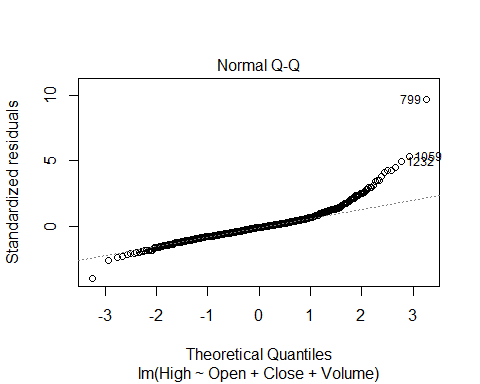 Normal Q-Q
Standardized residuals
10
5
0
799
1059
1232
-3 -2 -1 0 1 2 3
Theoretical Quantiles
lm(High ~ Open + Close + Volume)